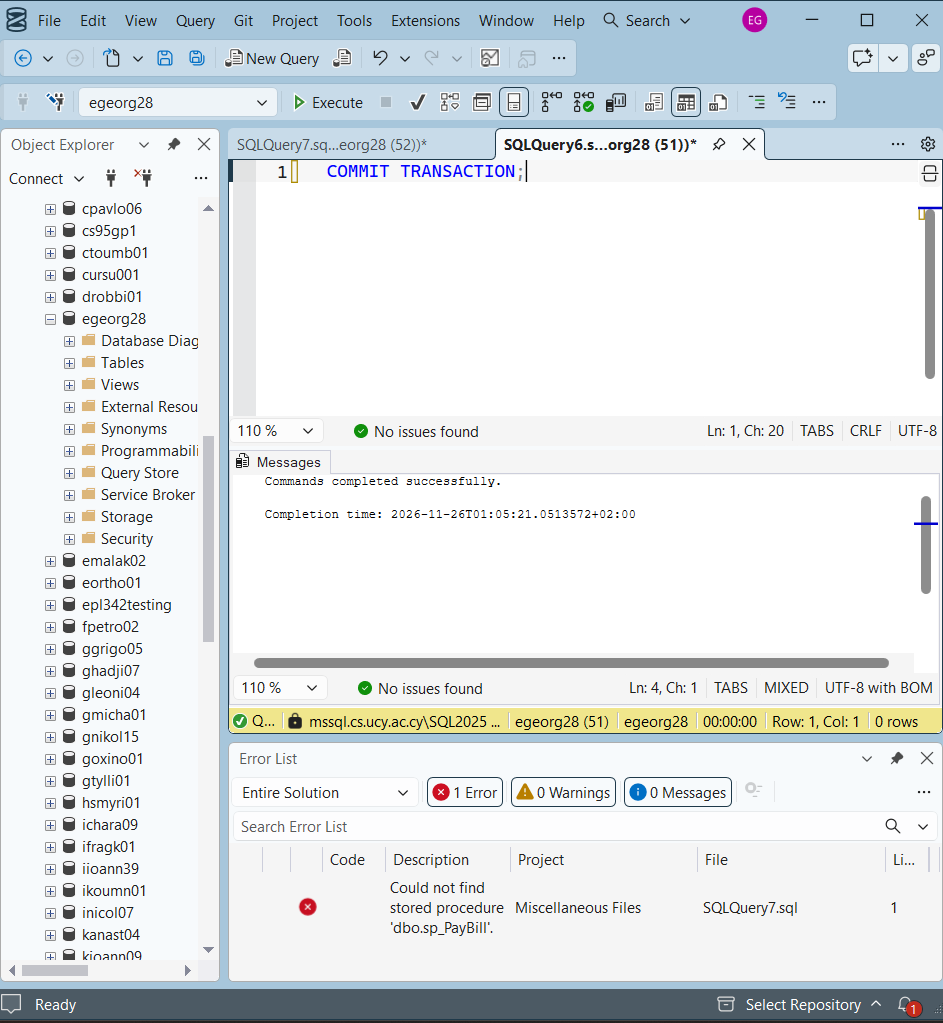 File Edit View Query Git Project Tools Extensions Window Help Search EG
New Query
egeorg28 Execute
Object Explorer
Connect
cpavlo06
cs95gp1
ctoumb01
cursu001
drobbi01
egeorg28
Database Diag
Tables
Views
External Resou
Synonyms
Programmabili
Query Store
Service Broker
Storage
Security
emalak02
eortho01
epl342testing
fpetro02
ggrigo05
ghadji07
gleoni04
gmicha01
gnikol15
goxino01
gtylli01
hsmyri01
ichara09
ifragk01
iioann39
ikoumn01
inicol07
kanast04
kioann09
SQLQuery7.sq...eorg28 (52))* SQLQuery6.s...org28 (51))*
1 COMMIT TRANSACTION;
110 % No issues found Ln: 1, Ch: 20 TABS CRLF UTF-8
Messages
Commands completed successfully.
Completion time: 2026-11-26T01:05:21.0513572+02:00
110 % No issues found Ln: 4, Ch: 1 TABS MIXED UTF-8 with BOM
Q... mssql.cs.ucy.ac.cy\SQL2025 ... egeorg28 (51) egeorg28 00:00:00 Row: 1, Col: 1 0 rows
Error List
Entire Solution 1 Error 0 Warnings 0 Messages
Search Error List
Code Description Project File Li...
Could not find
stored procedure Miscellaneous Files SQLQuery7.sql 1
'dbo.sp_PayBill'.
Ready Select Repository 1